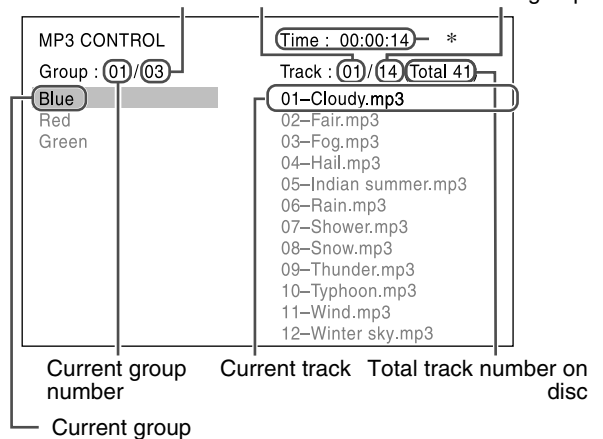 MP3 CONTROL
Time : 00:00:14 *
Group : 01/03
Track : 01/14 Total 41
Blue
Red
Green
01–Cloudy.mp3
02–Fair.mp3
03–Fog.mp3
04–Hail.mp3
05–Indian summer.mp3
06–Rain.mp3
07–Shower.mp3
08–Snow.mp3
09–Thunder.mp3
10–Typhoon.mp3
11–Wind.mp3
12–Winter sky.mp3
Current group
number
Current track
Total track number on
disc
Current group